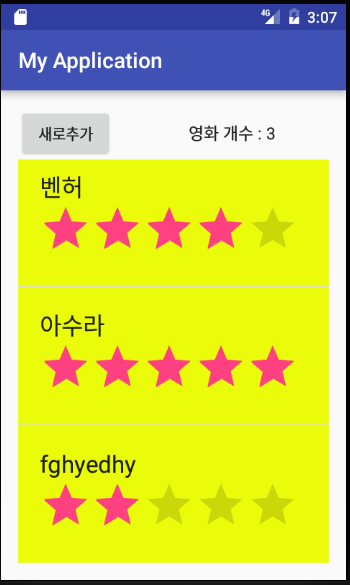 4G 3:07
My Application
새로추가 영화 개수 : 3
벤허
아수라
fghyedhy